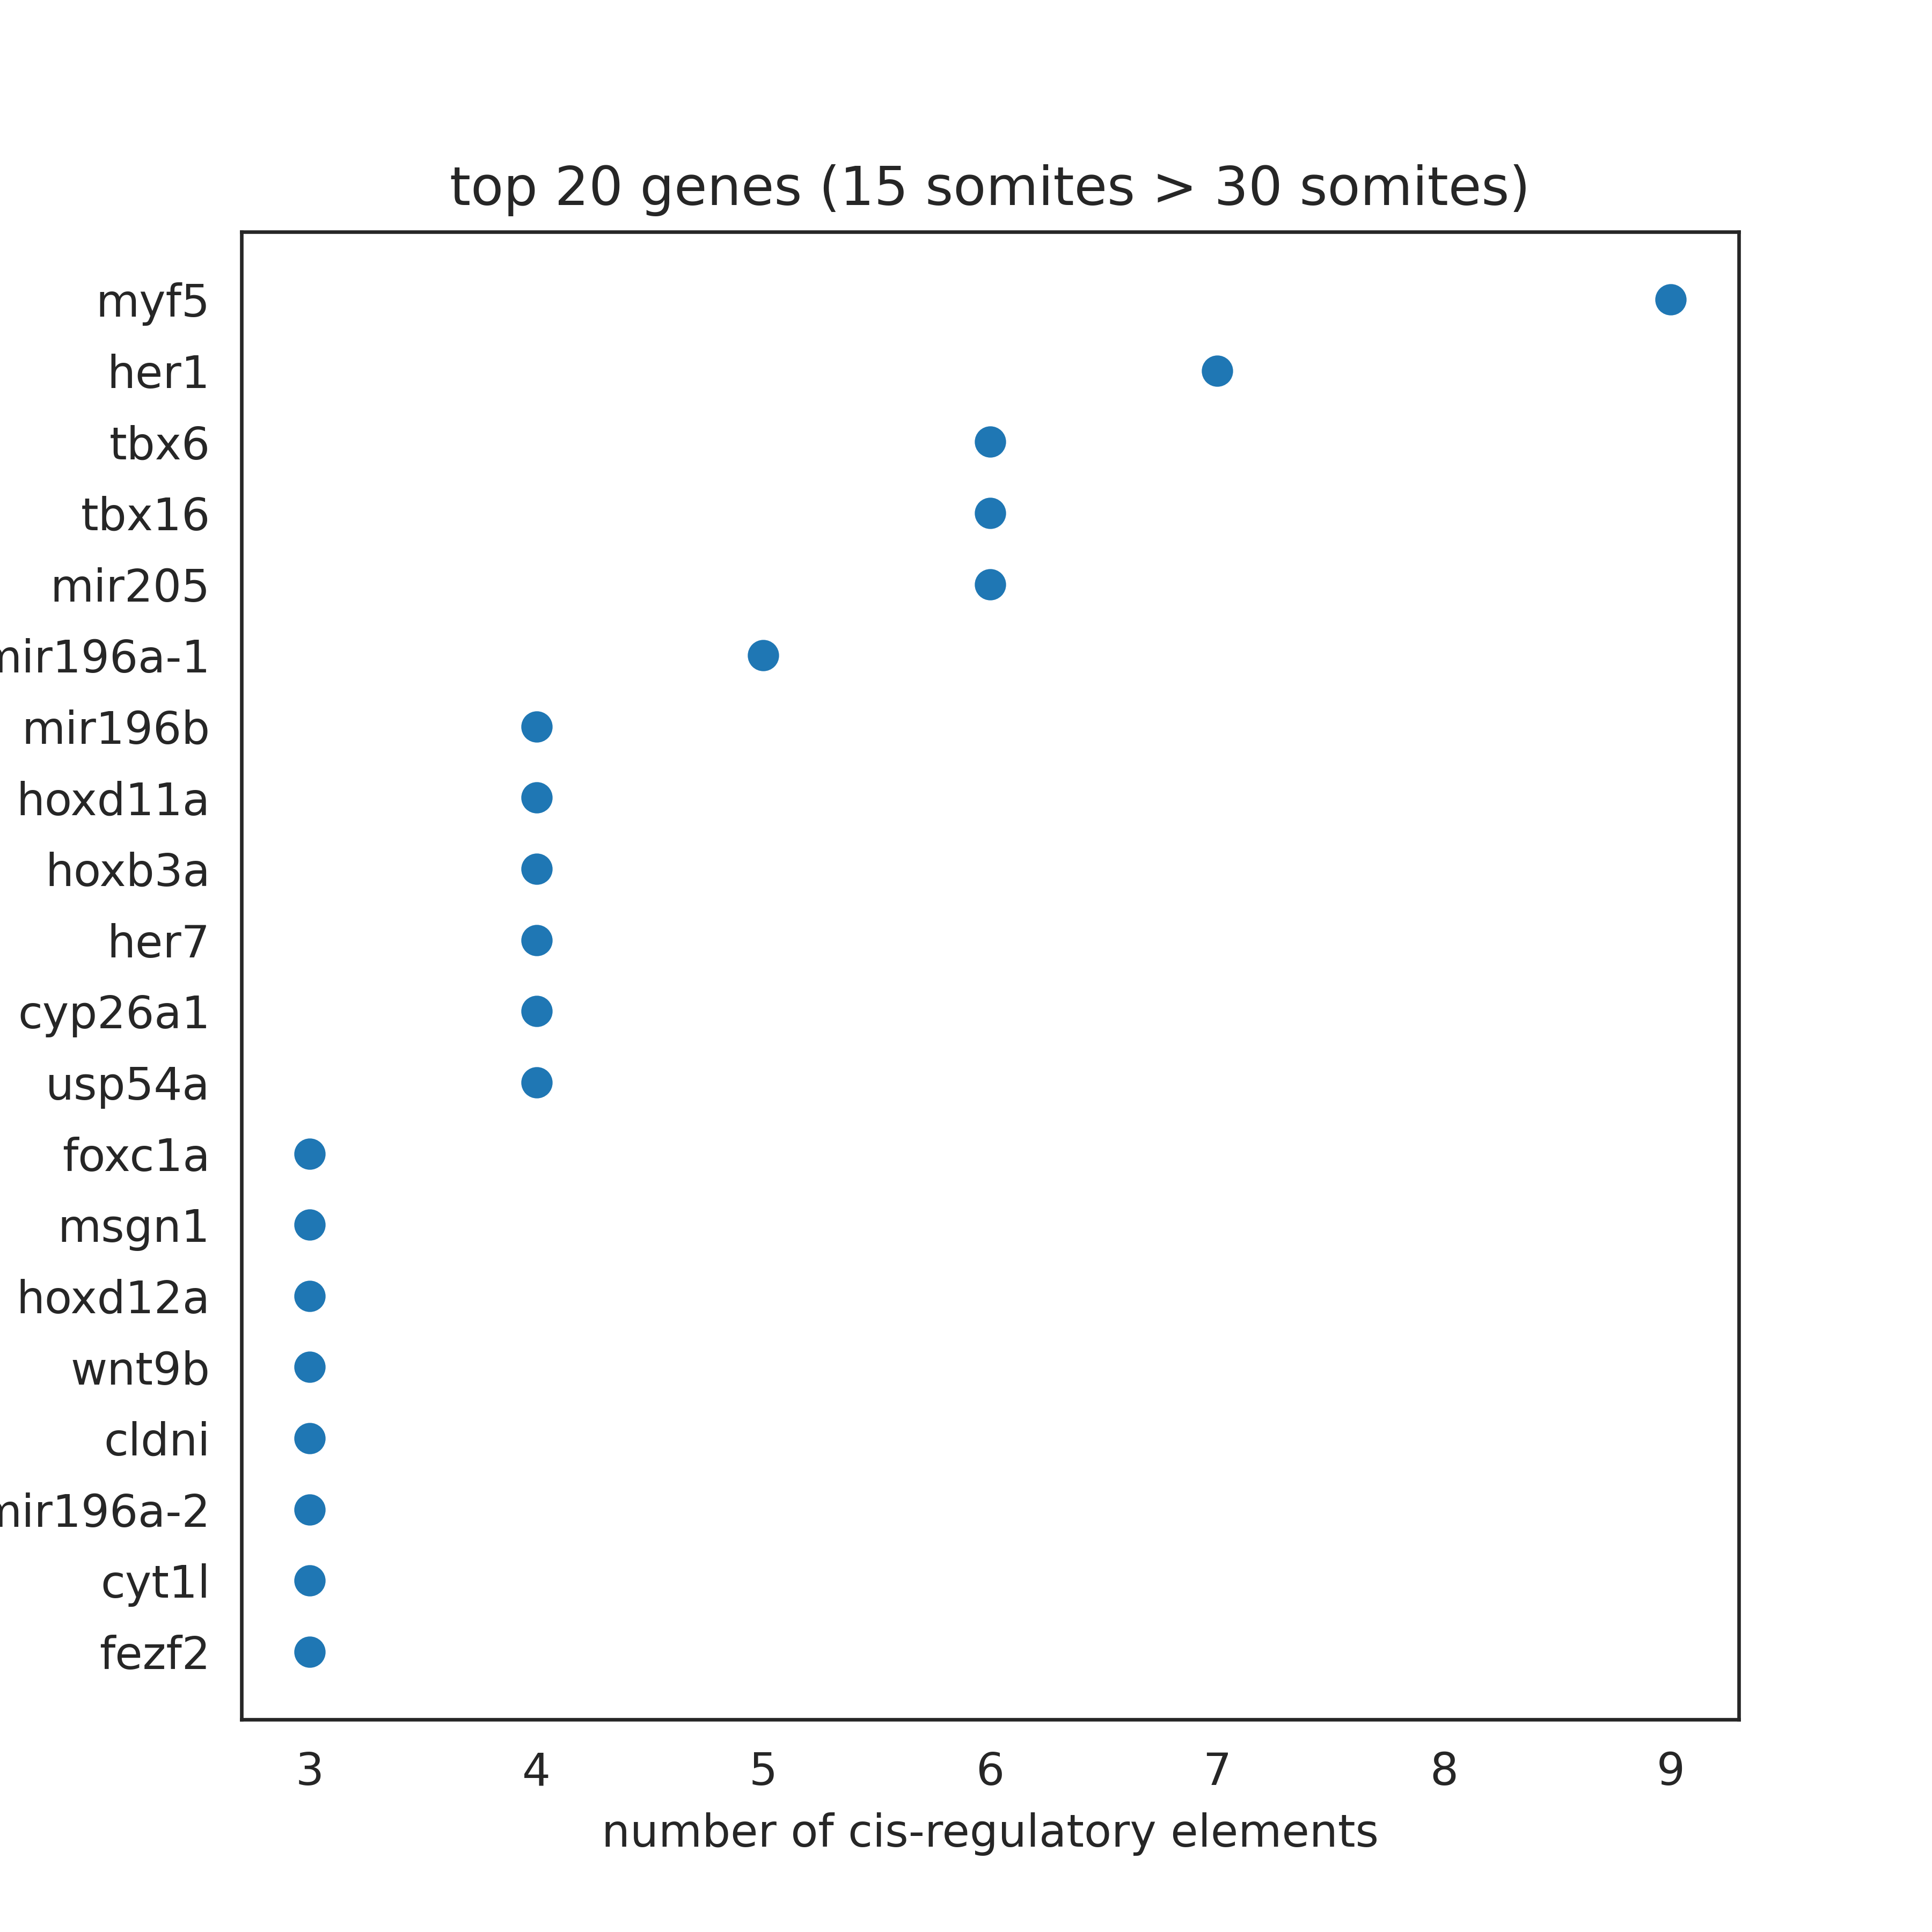 top 20 genes (15 somites > 30 somites)
myf5
her1
tbx6
tbx16
mir205
mir196a-1
mir196b
hoxd11a
hoxb3a
her7
cyp26a1
usp54a
foxc1a
msgn1
hoxd12a
wnt9b
cldni
mir196a-2
cyt1l
fezf2
3 4 5 6 7 8 9
number of cis-regulatory elements